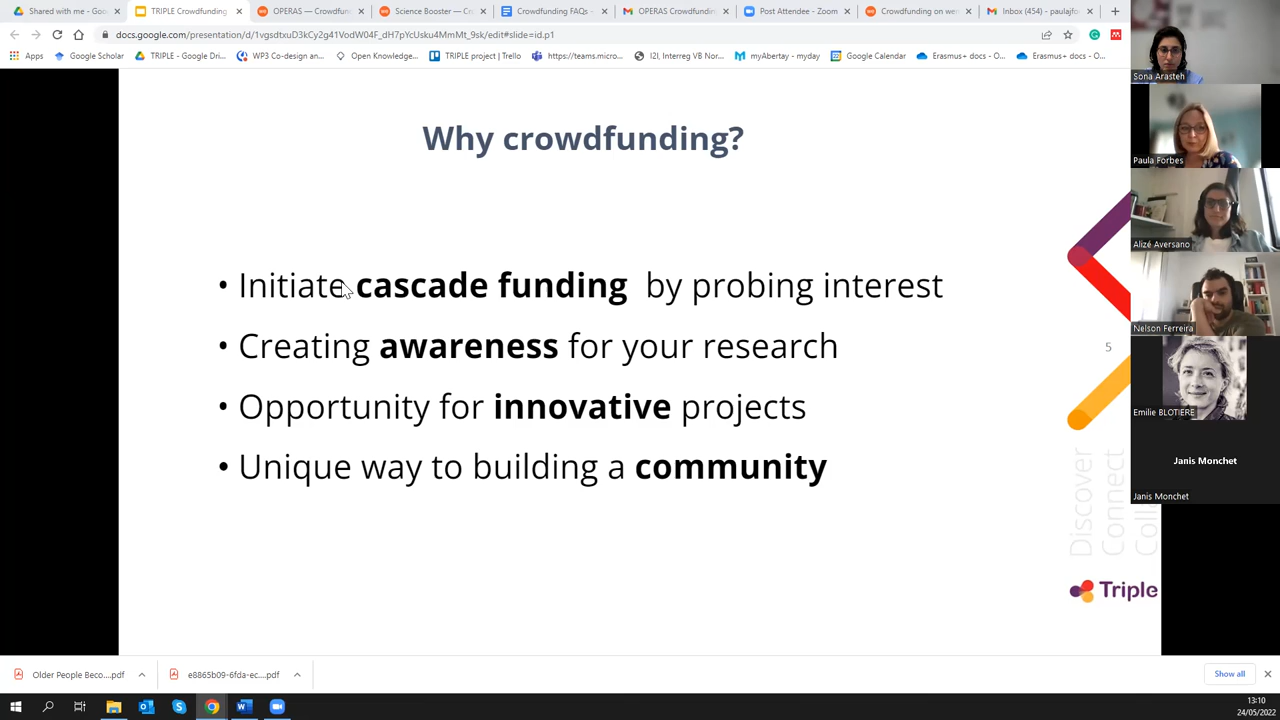 Shared with me - Goo
TRIPLE Crowdfunding
OPERAS — Crowdfun
Science Booster — Cre
Crowdfunding FAQs -
OPERAS Crowdfundin
Post Attendee - Zoom
Crowdfunding on we
Inbox (454) - paulajfo
docs.google.com/presentation/d/1vgsdtxuD3kCy2g41VodW04F_dH7pYcUsku4MmMt_9sk/edit#slide=id.p1
Apps
Google Scholar
TRIPLE - Google Dri...
WP3 Co-design an...
Open Knowledge...
TRIPLE project | Trello
https://teams.micro...
I2I, Interreg VB Nor...
myAbertay - myday
Google Calendar
Erasmus+ docs - O...
Erasmus+ docs - O...
Why crowdfunding?
• Initiate cascade funding by probing interest
• Creating awareness for your research
• Opportunity for innovative projects
• Unique way to building a community
5
Discover
Connect
Triple
Sona Arasteh
Paula Forbes
Alizé Aversano
Nelson Ferreira
Emilie BLOTIERE
Janis Monchet
Janis Monchet
Older People Beco....pdf
e8865b09-6fda-ec....pdf
Show all
13:10
24/05/2022